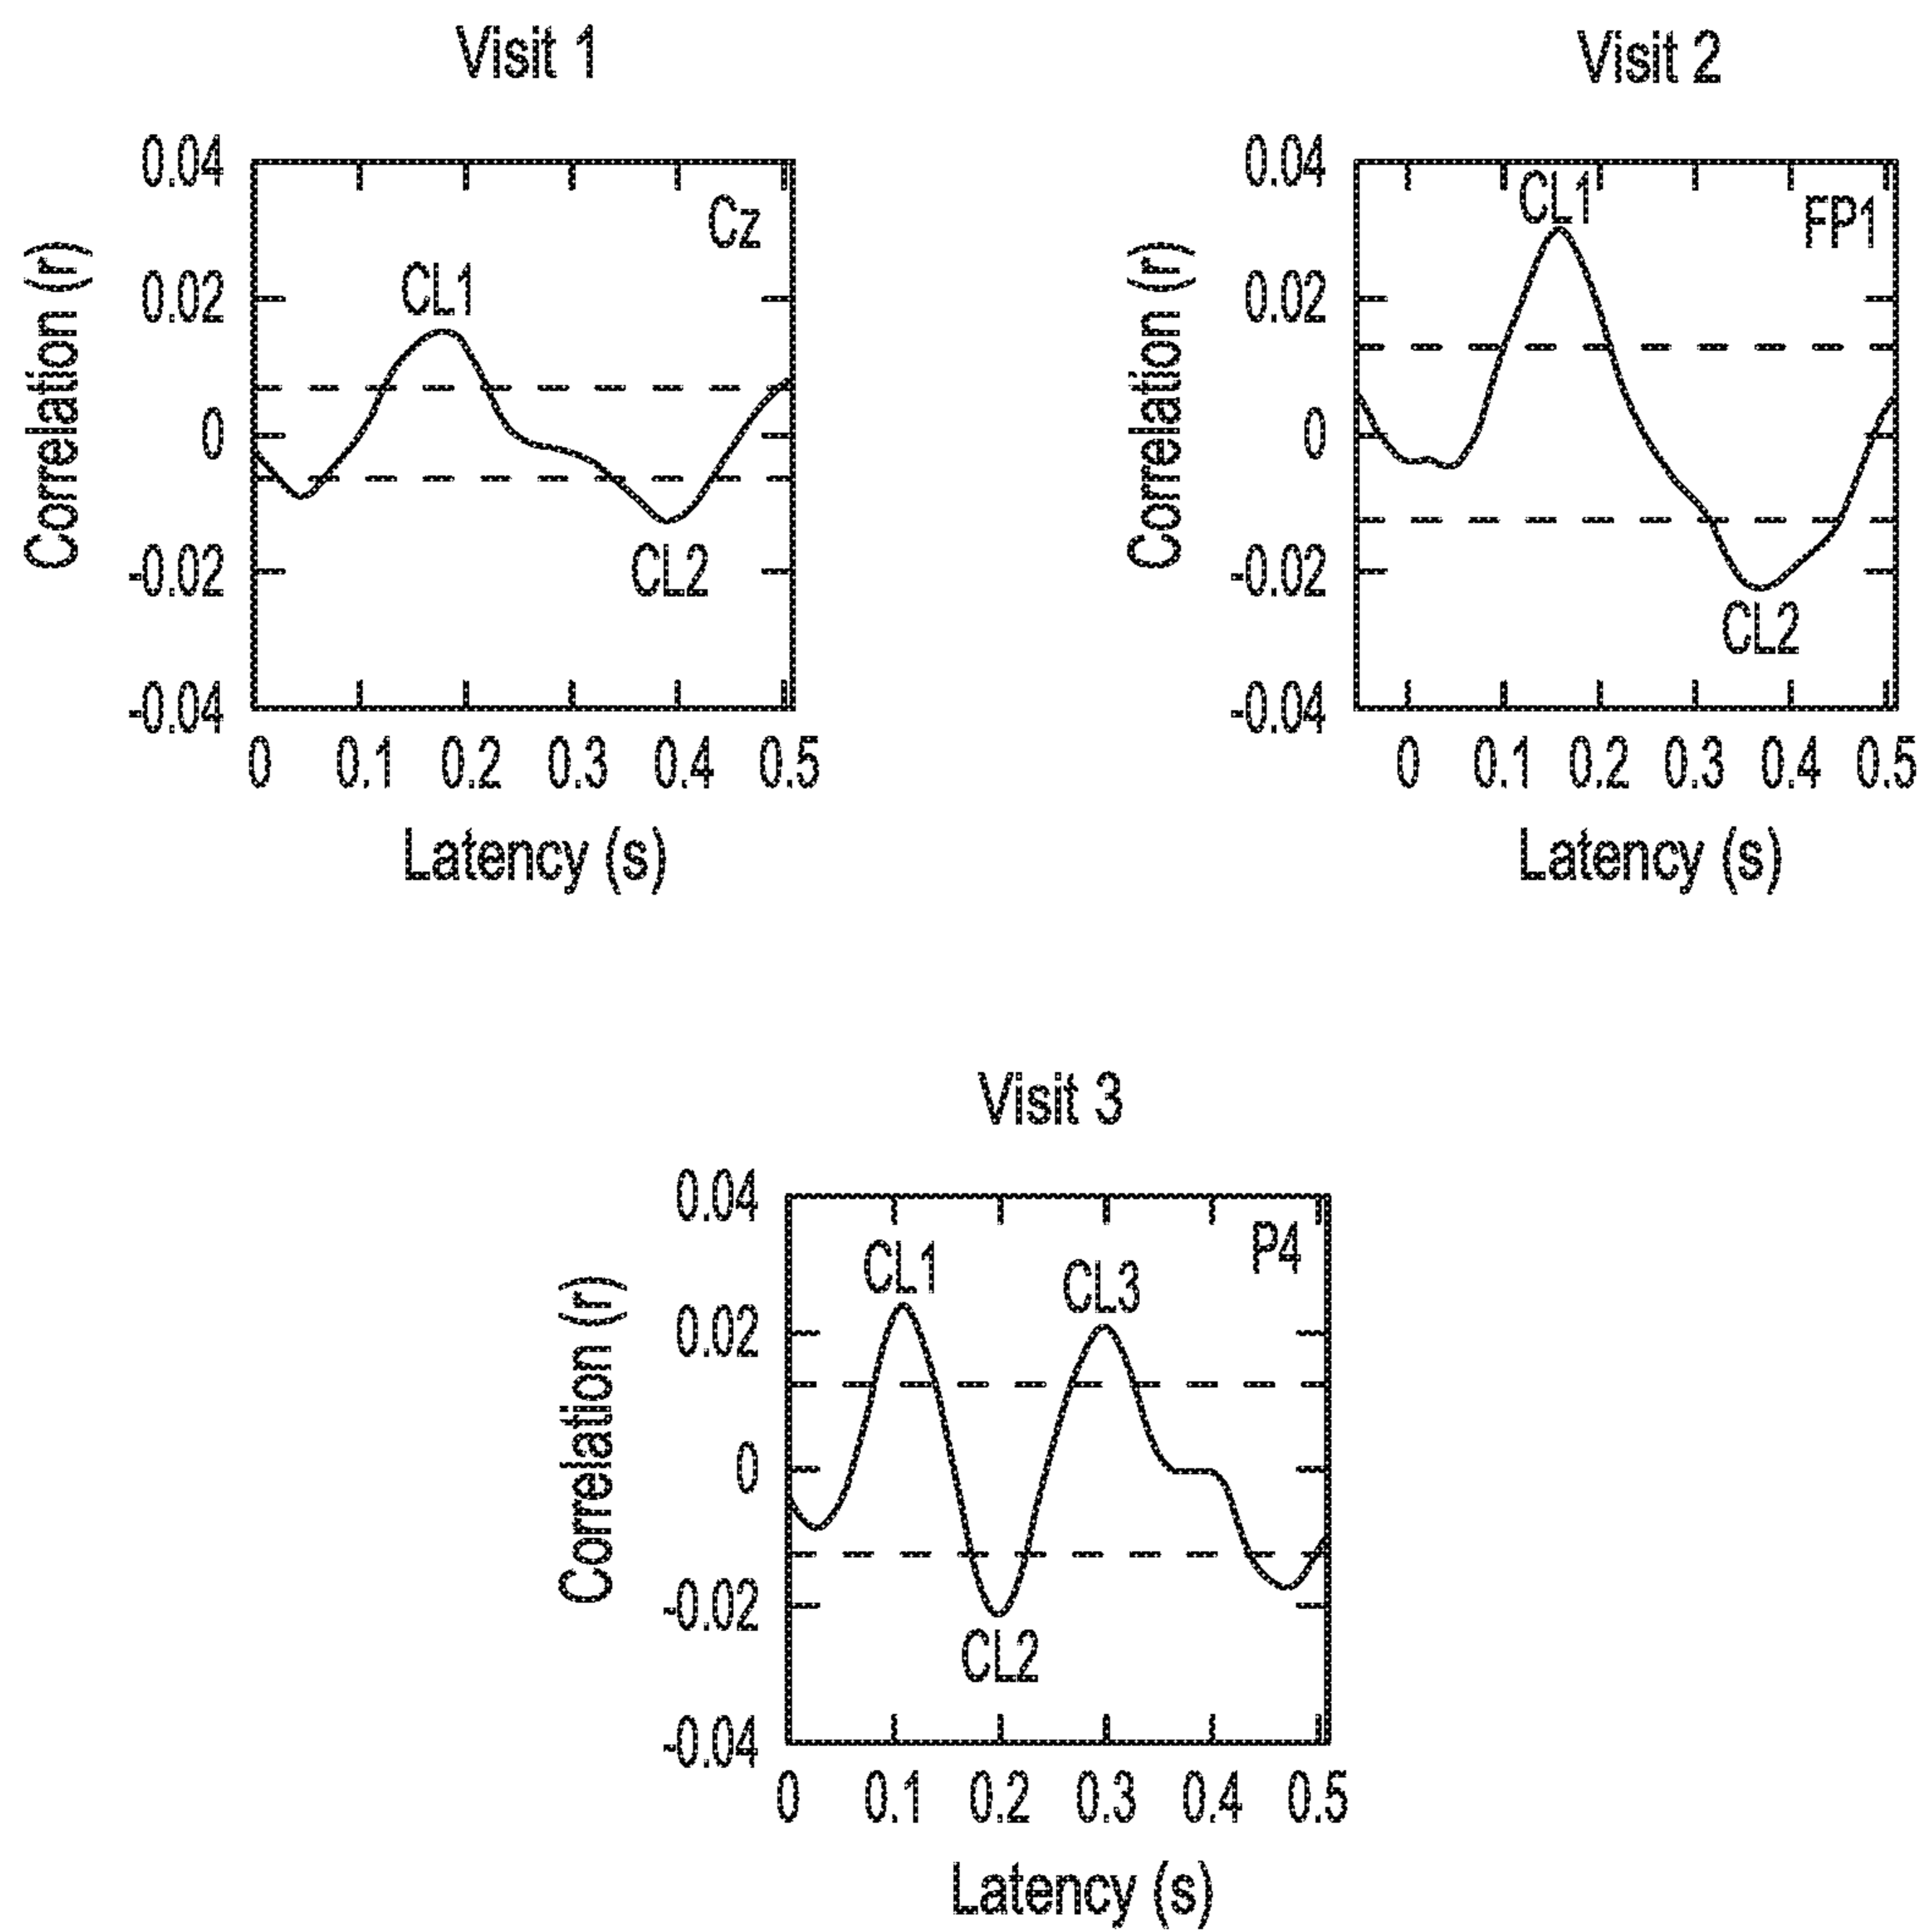 Visit 1
0.04
0.02
0
-0.02
-0.04
Correlation (r)
Cz
CL1
CL2
0 0.1 0.2 0.3 0.4 0.5
Latency (s)
Visit 2
0.04
0.02
0
-0.02
-0.04
Correlation (r)
CL1
FP1
CL2
0 0.1 0.2 0.3 0.4 0.5
Latency (s)
Visit 3
0.04
0.02
0
-0.02
-0.04
Correlation (r)
P4
CL1
CL3
CL2
0 0.1 0.2 0.3 0.4 0.5
Latency (s)